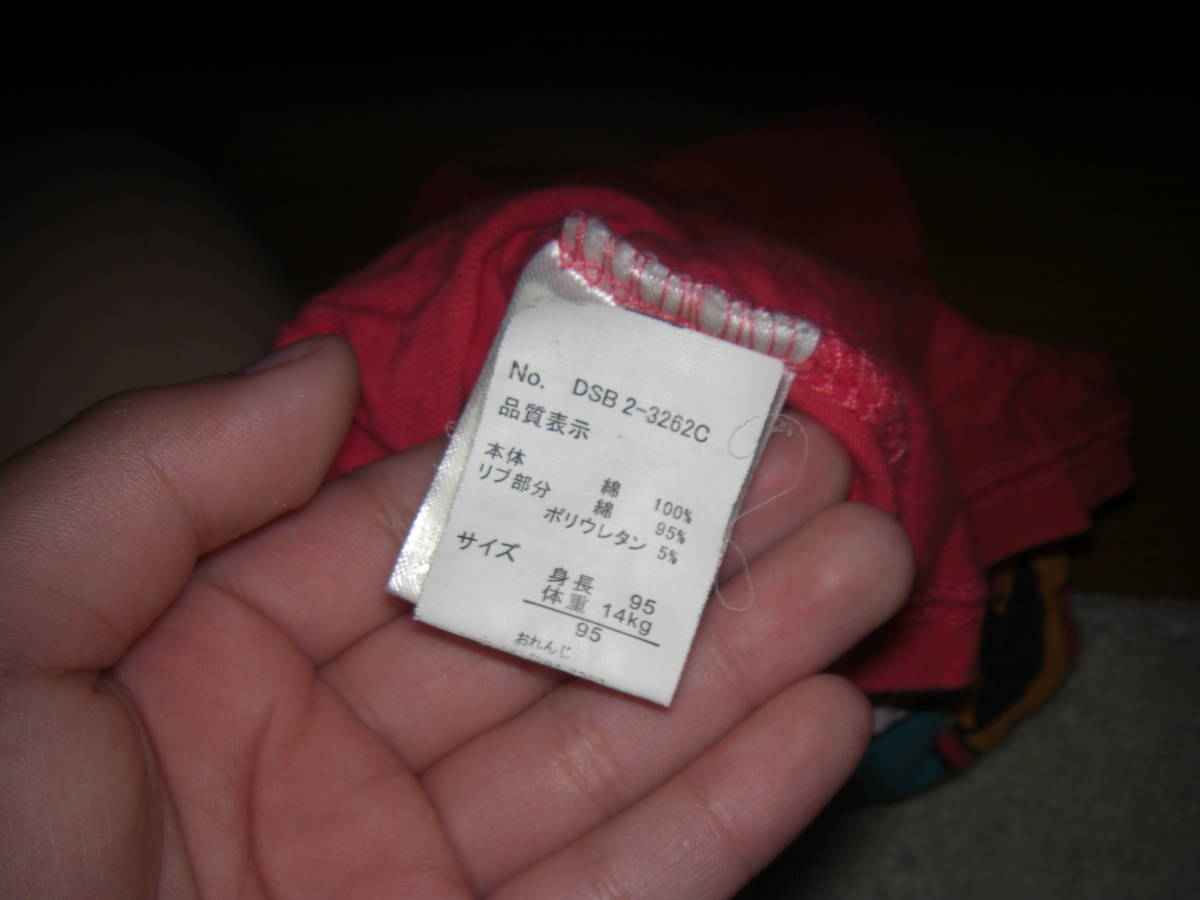 No. DSB 2-3262C
品質表示
本体 綿 100%
リブ部分 綿 95%
ポリウレタン 5%
サイズ
身長 95
体重 14kg
95
おれんじ